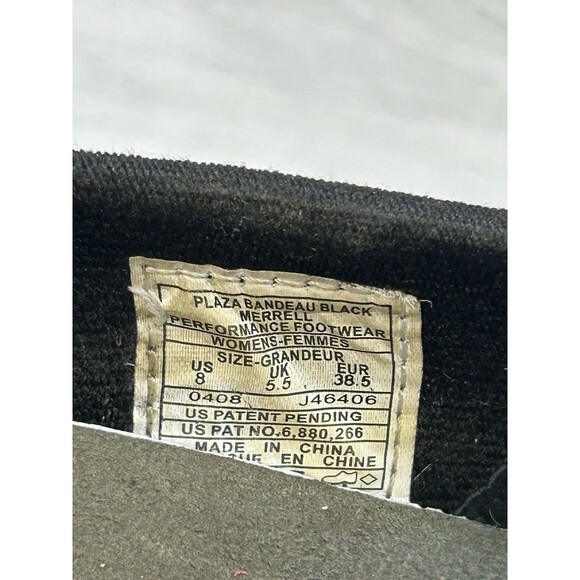 PLAZA BANDEAU BLACK
MERRELL
PERFORMANCE FOOTWEAR
WOMENS-FEMMES
SIZE-GRANDEUR
US UK EUR
8 5.5 38.5
0408 J46406
US PATENT PENDING
US PAT NO.6,880,266
MADE IN CHINA
EN CHINE